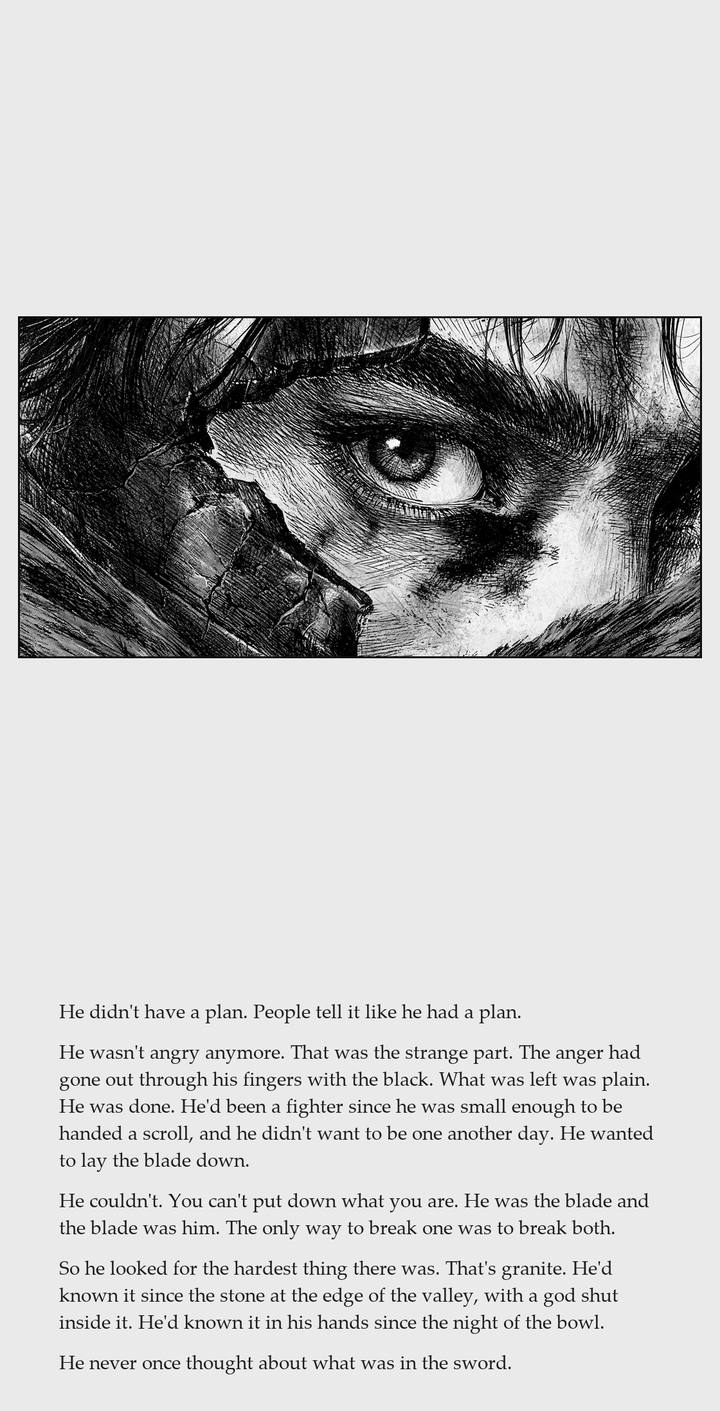 He didn't have a plan. People tell it like he had a plan.
He wasn't angry anymore. That was the strange part. The anger had
gone out through his fingers with the black. What was left was plain.
He was done. He'd been a fighter since he was small enough to be
handed a scroll, and he didn't want to be one another day. He wanted
to lay the blade down.
He couldn't. You can't put down what you are. He was the blade and
the blade was him. The only way to break one was to break both.
So he looked for the hardest thing there was. That's granite. He'd
known it since the stone at the edge of the valley, with a god shut
inside it. He'd known it in his hands since the night of the bowl.
He never once thought about what was in the sword.